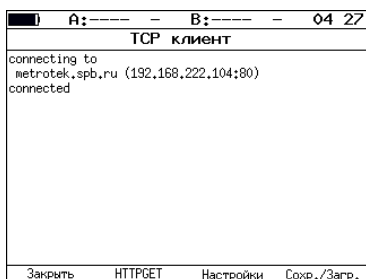 A:---- – B:---- – 04 27
TCP клиент
connecting to
metrotek.spb.ru (192.168.222.104:80)
connected
Закрыть HTTPGET Настройки Сохр./Загр.